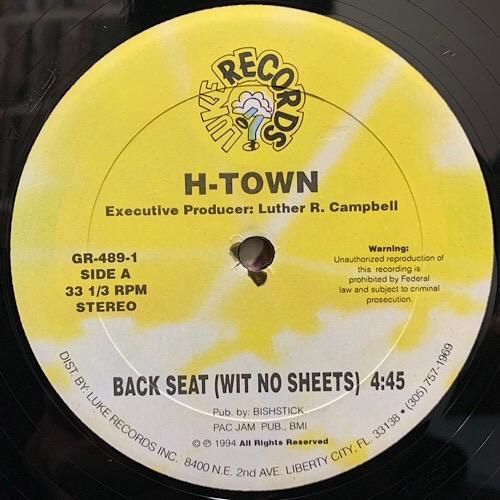 LUKE RECORDS
H-TOWN
Executive Producer: Luther R. Campbell
GR-489-1
SIDE A
33 1/3 RPM
STEREO
Warning:
Unauthorized reproduction of
this recording is
prohibited by Federal
law and subject to criminal
prosecution.
BACK SEAT (WIT NO SHEETS) 4:45
Pub. by: BISHSTICK,
PAC JAM PUB., BMI
© ℗ 1994 All Rights Reserved
DIST. BY: LUKE RECORDS INC. 8400 N.E. 2nd AVE. LIBERTY CITY, FL. 33138 • (305) 757-1969